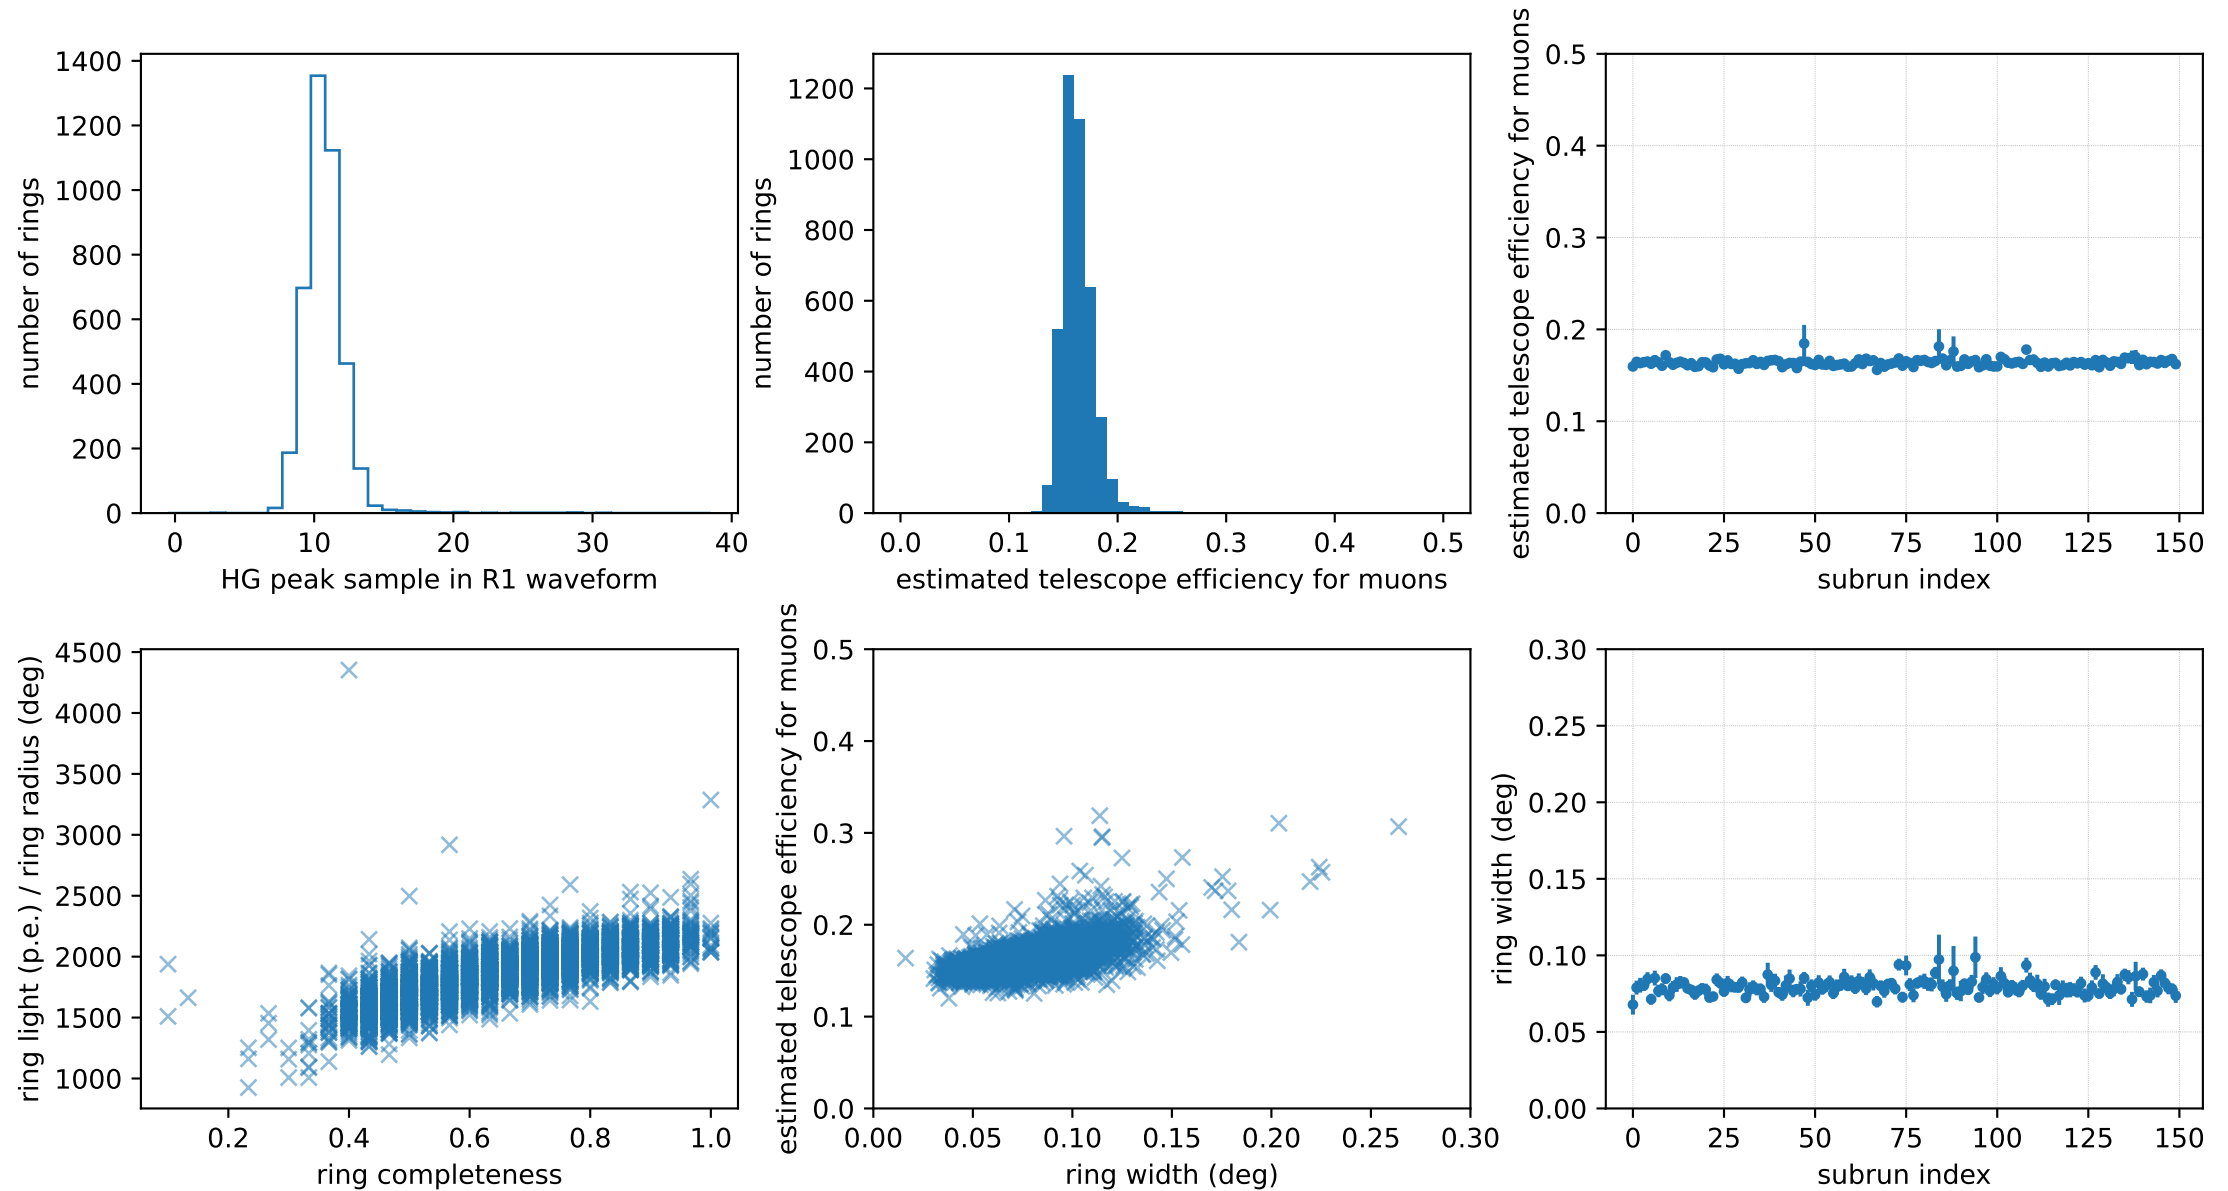 1400
1200
1000
800
600
400
200
0
number of rings
0 10 20 30 40
HG peak sample in R1 waveform
1200
1000
800
600
400
200
0
number of rings
0.0 0.1 0.2 0.3 0.4 0.5
estimated telescope efficiency for muons
0.5
0.4
0.3
0.2
0.1
0.0
estimated telescope efficiency for muons
0 25 50 75 100 125 150
subrun index
4500
4000
3500
3000
2500
2000
1500
1000
ring light (p.e.) / ring radius (deg)
0.2 0.4 0.6 0.8 1.0
ring completeness
0.5
0.4
0.3
0.2
0.1
0.0
estimated telescope efficiency for muons
0.00 0.05 0.10 0.15 0.20 0.25 0.30
ring width (deg)
0.30
0.25
0.20
0.15
0.10
0.05
0.00
ring width (deg)
0 25 50 75 100 125 150
subrun index